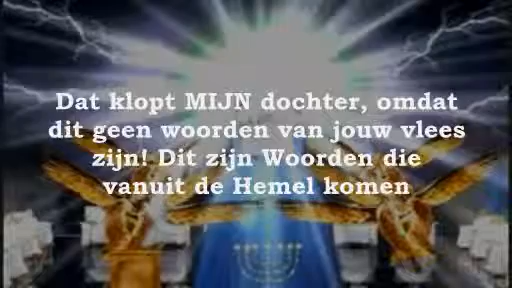 Dat klopt MIJN dochter, omdat
dit geen woorden van jouw vlees
zijn! Dit zijn Woorden die
vanuit de Hemel komen